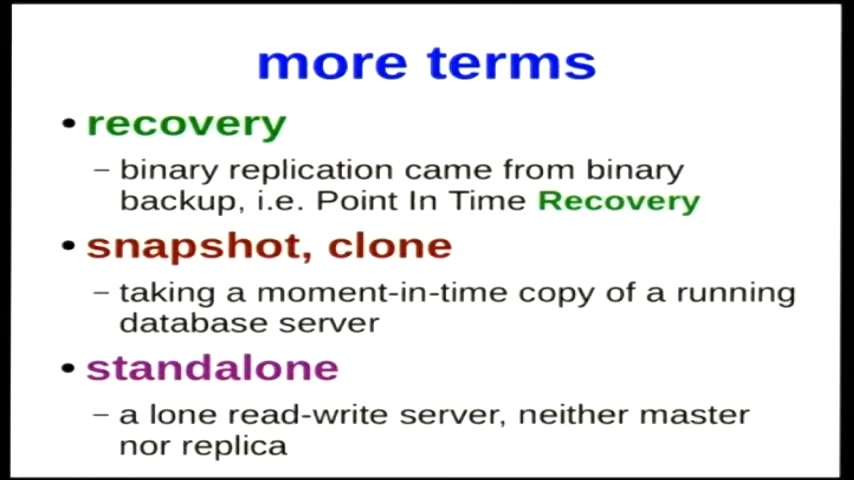 more terms
• recovery
– binary replication came from binary
backup, i.e. Point In Time Recovery
• snapshot, clone
– taking a moment-in-time copy of a running
database server
• standalone
– a lone read-write server, neither master
nor replica